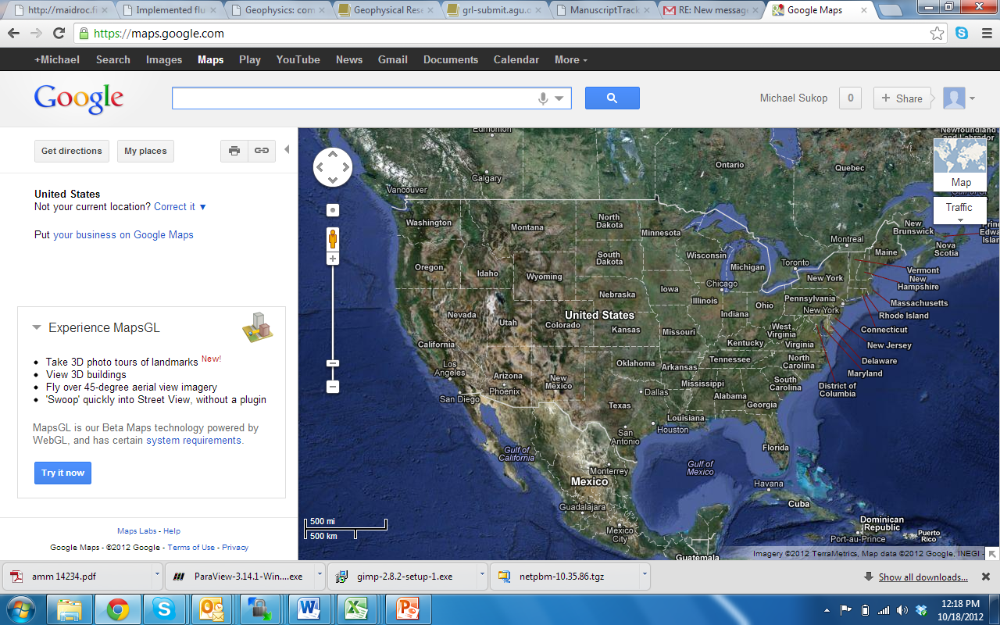 http://maidroc.fi
Implemented flu
Geophysics: com
Geophysical Rese
grl-submit.agu.o
ManuscriptTrack
RE: New message
Google Maps
https://maps.google.com
+Michael Search Images Maps Play YouTube News Gmail Documents Calendar More
Google
Michael Sukop 0 + Share
Get directions My places
United States
Not your current location? Correct it ▼
Put your business on Google Maps
Experience MapsGL
• Take 3D photo tours of landmarks New!
• View 3D buildings
• Fly over 45-degree aerial view imagery
• 'Swoop' quickly into Street View, without a plugin
MapsGL is our Beta Maps technology powered by
WebGL, and has certain system requirements.
Try it now
Maps Labs - Help
Google Maps - ©2012 Google - Terms of Use - Privacy
Map
Traffic
Edmonton
Newfoundland
and Labrador
Ontario
Quebec
Calgary
Vancouver
Washington
Montana
North
Dakota
Minnesota
Montreal
New
Brunswick
Prince
Edward
Island
Nova
Scotia
Maine
Oregon
Idaho
Wyoming
South
Dakota
Wisconsin
Michigan
Toronto
New York
Vermont
New
Hampshire
Massachusetts
Rhode Island
Connecticut
New Jersey
Delaware
Maryland
District of
Columbia
Nebraska
Iowa
Chicago
Illinois
Indiana
Ohio
Pennsylvania
New York
Nevada
Utah
Colorado
United States
Kansas
Missouri
West
Virginia
Virginia
Kentucky
California
Los
Angeles
San Diego
Arizona
Phoenix
New
Mexico
Oklahoma
Arkansas
Tennessee
North
Carolina
South
Carolina
Mississippi
Alabama
Georgia
Dallas
Texas
Louisiana
Houston
San
Antonio
Florida
Gulf of
California
Gulf of
Mexico
Monterrey
Mexico
Havana
Cuba
Guadalajara
Mexico
City
Dominican
Republic
Port-au-Prince
Puerto
Rico
Guatemala
500 mi
500 km
Imagery ©2012 TerraMetrics, Map data ©2012 Google, INEGI -
amm 14234.pdf
ParaView-3.14.1-Win....exe
gimp-2.8.2-setup-1.exe
netpbm-10.35.86.tgz
Show all downloads...
12:18 PM
10/18/2012